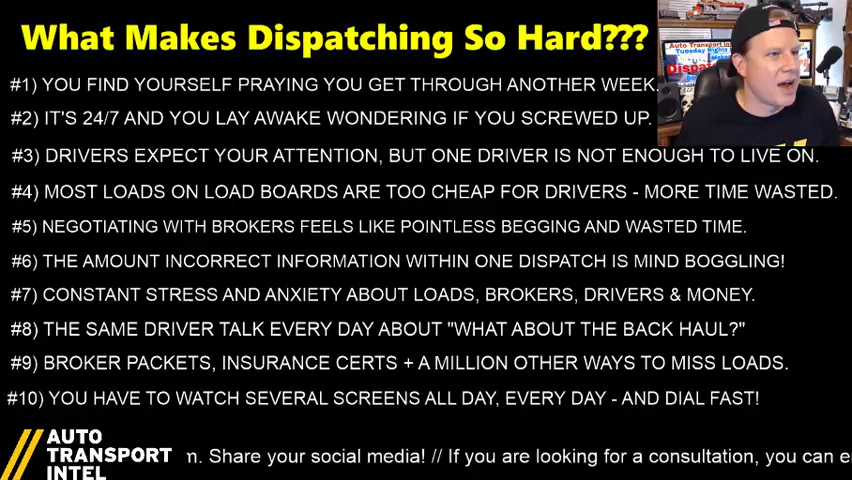 What Makes Dispatching So Hard???
#1) YOU FIND YOURSELF PRAYING YOU GET THROUGH ANOTHER WEEK.
#2) IT'S 24/7 AND YOU LAY AWAKE WONDERING IF YOU SCREWED UP.
#3) DRIVERS EXPECT YOUR ATTENTION, BUT ONE DRIVER IS NOT ENOUGH TO LIVE ON.
#4) MOST LOADS ON LOAD BOARDS ARE TOO CHEAP FOR DRIVERS - MORE TIME WASTED.
#5) NEGOTIATING WITH BROKERS FEELS LIKE POINTLESS BEGGING AND WASTED TIME.
#6) THE AMOUNT INCORRECT INFORMATION WITHIN ONE DISPATCH IS MIND BOGGLING!
#7) CONSTANT STRESS AND ANXIETY ABOUT LOADS, BROKERS, DRIVERS & MONEY.
#8) THE SAME DRIVER TALK EVERY DAY ABOUT "WHAT ABOUT THE BACK HAUL?"
#9) BROKER PACKETS, INSURANCE CERTS + A MILLION OTHER WAYS TO MISS LOADS.
#10) YOU HAVE TO WATCH SEVERAL SCREENS ALL DAY, EVERY DAY - AND DIAL FAST!
AUTO
TRANSPORT
INTEL
n. Share your social media! // If you are looking for a consultation, you can e
Auto Transport
Tuesday Nights